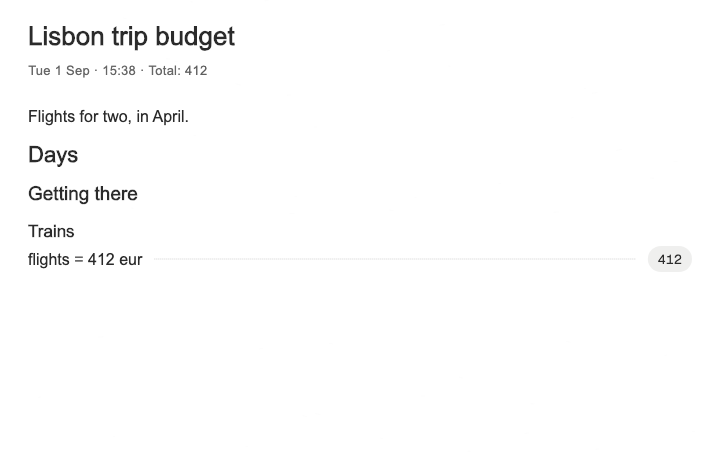 Lisbon trip budget
Tue 1 Sep · 15:38 · Total: 412
Flights for two, in April.
Days
Getting there
Trains
flights = 412 eur 412